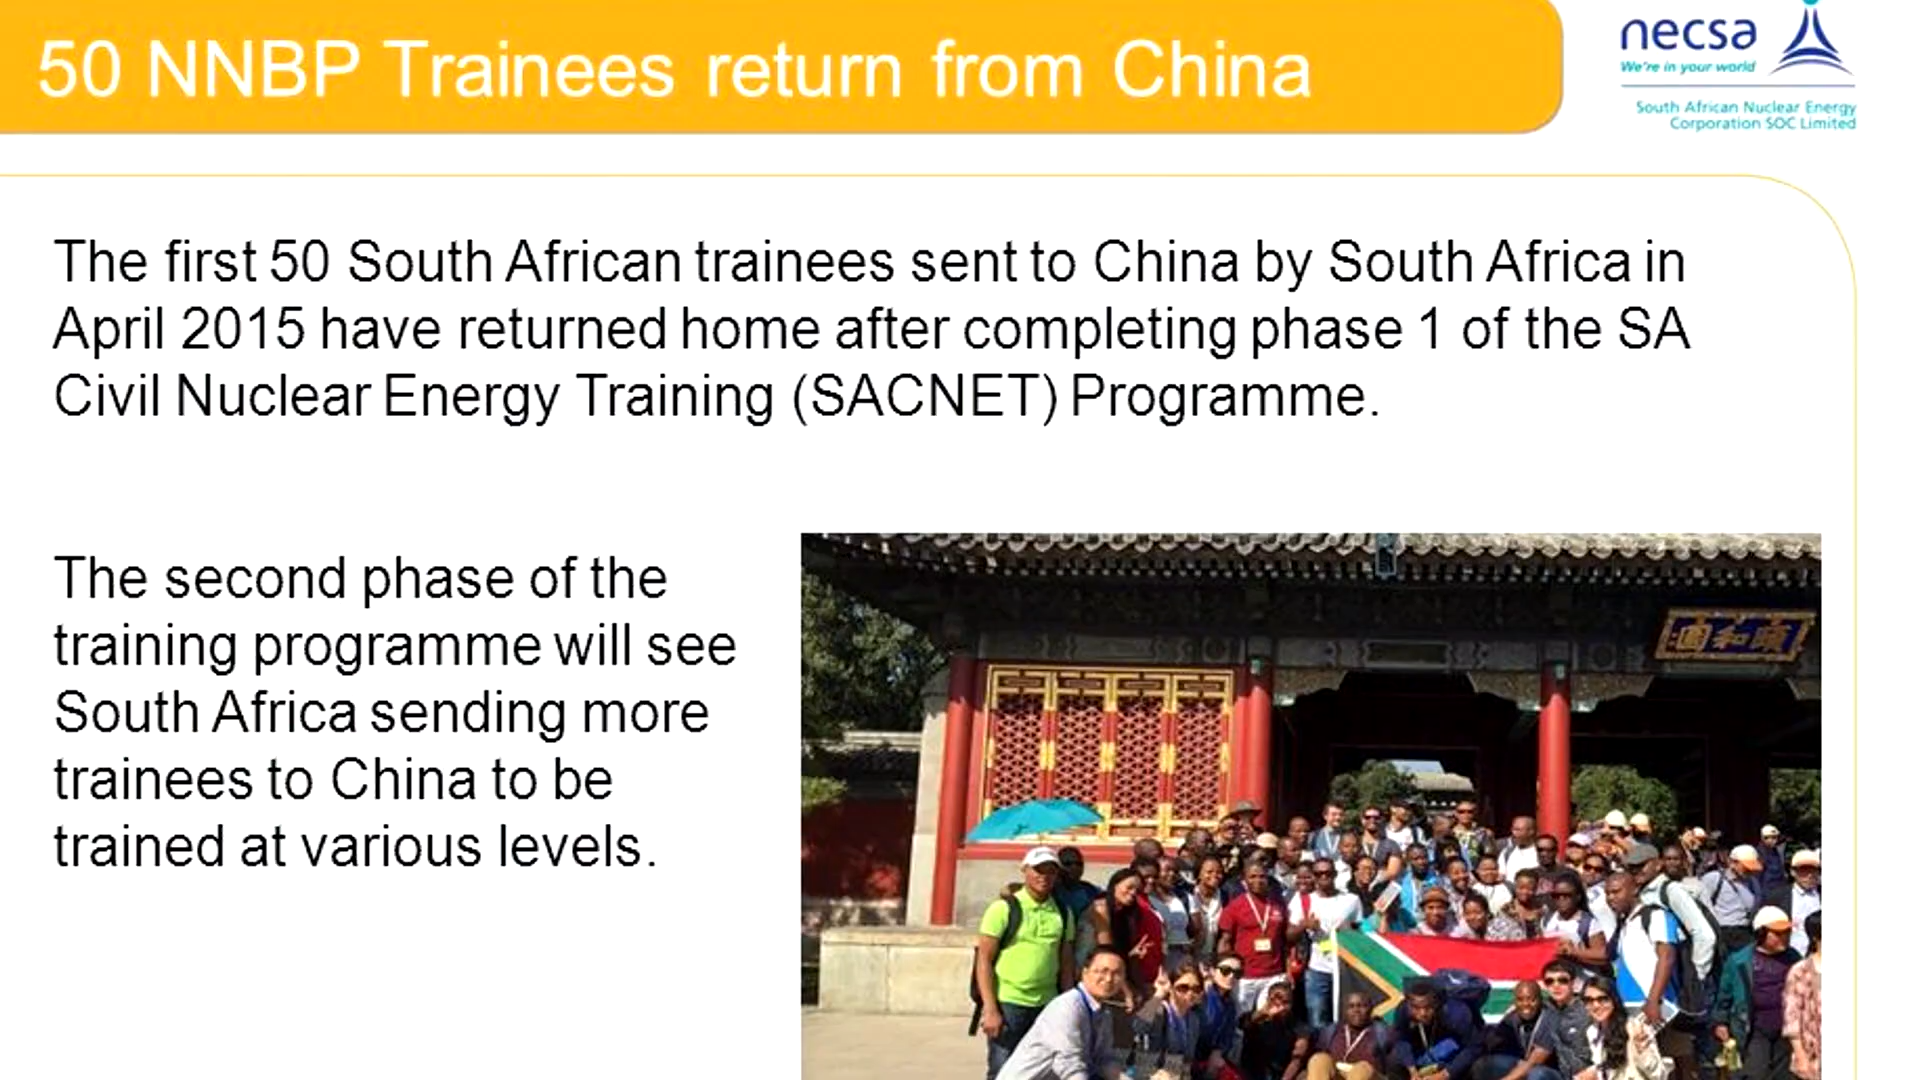 50 NNBP Trainees return from China
necsa
We're in your world
South African Nuclear Energy
Corporation SOC Limited
The first 50 South African trainees sent to China by South Africa in
April 2015 have returned home after completing phase 1 of the SA
Civil Nuclear Energy Training (SACNET) Programme.
The second phase of the
training programme will see
South Africa sending more
trainees to China to be
trained at various levels.
園和頤